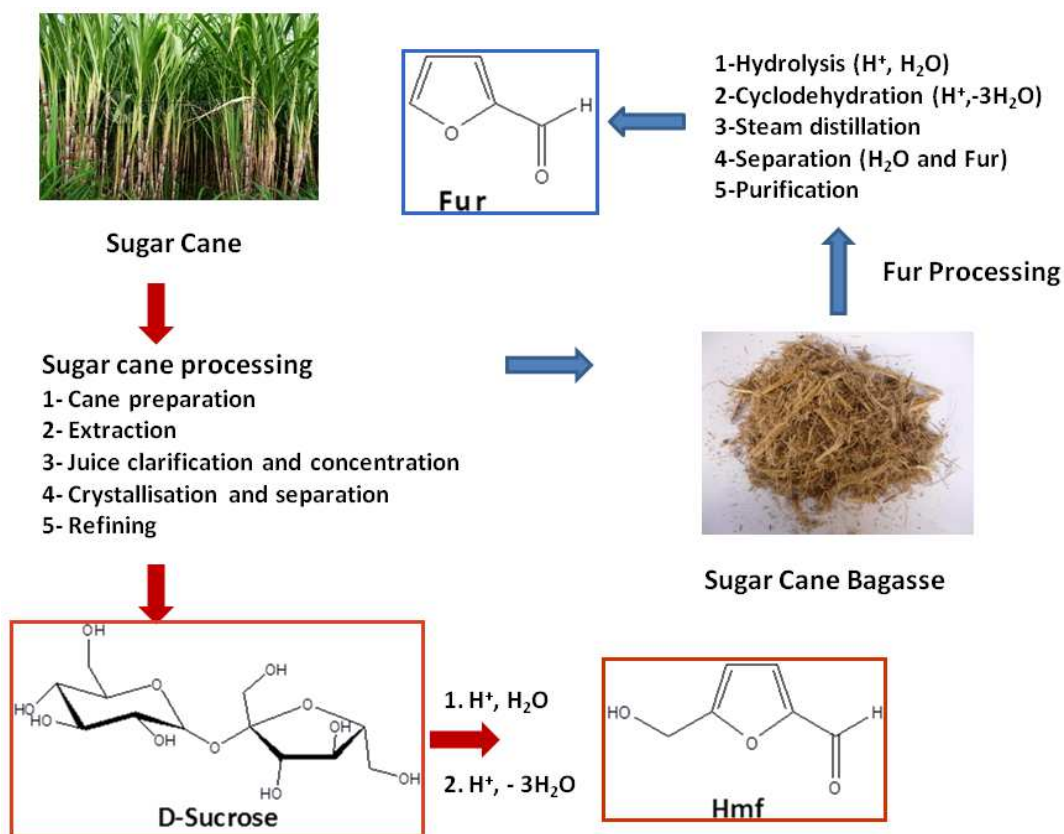 Sugar Cane
Sugar cane processing
1- Cane preparation
2- Extraction
3- Juice clarification and concentration
4- Crystallisation and separation
5- Refining
OH
HO
HO
OH
O
O
OH
O
OH
HO
OH
D-Sucrose
1. H⁺, H₂O
2. H⁺, - 3H₂O
HO
O
H
O
Hmf
Sugar Cane Bagasse
Fur Processing
1-Hydrolysis (H⁺, H₂O)
2-Cyclodehydration (H⁺,-3H₂O)
3-Steam distillation
4-Separation (H₂O and Fur)
5-Purification
O
H
O
Fur